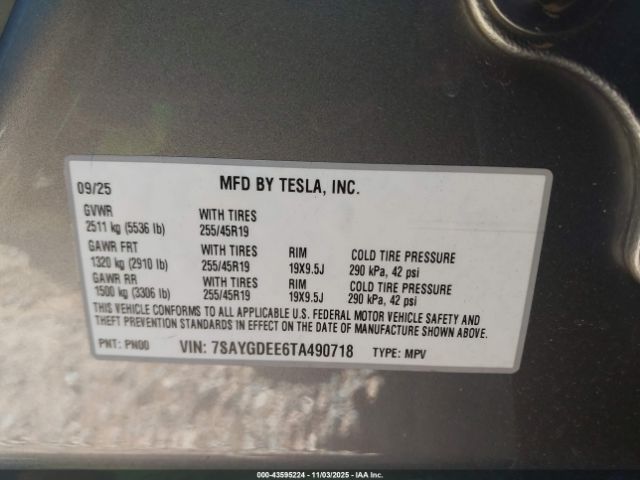 09/25 MFD BY TESLA, INC.
GVWR WITH TIRES
2511 kg (5536 lb) 255/45R19
GAWR FRT WITH TIRES RIM COLD TIRE PRESSURE
1320 kg (2910 lb) 255/45R19 19X9.5J 290 kPa, 42 psi
GAWR RR WITH TIRES RIM COLD TIRE PRESSURE
1500 kg (3306 lb) 255/45R19 19X9.5J 290 kPa, 42 psi
THIS VEHICLE CONFORMS TO ALL APPLICABLE U.S. FEDERAL MOTOR VEHICLE SAFETY AND
THEFT PREVENTION STANDARDS IN EFFECT ON THE DATE OF MANUFACTURE SHOWN ABOVE.
PNT: PN00 VIN: 7SAYGDEE6TA490718 TYPE: MPV
000-43595224 - 11/03/2025 - IAA Inc.